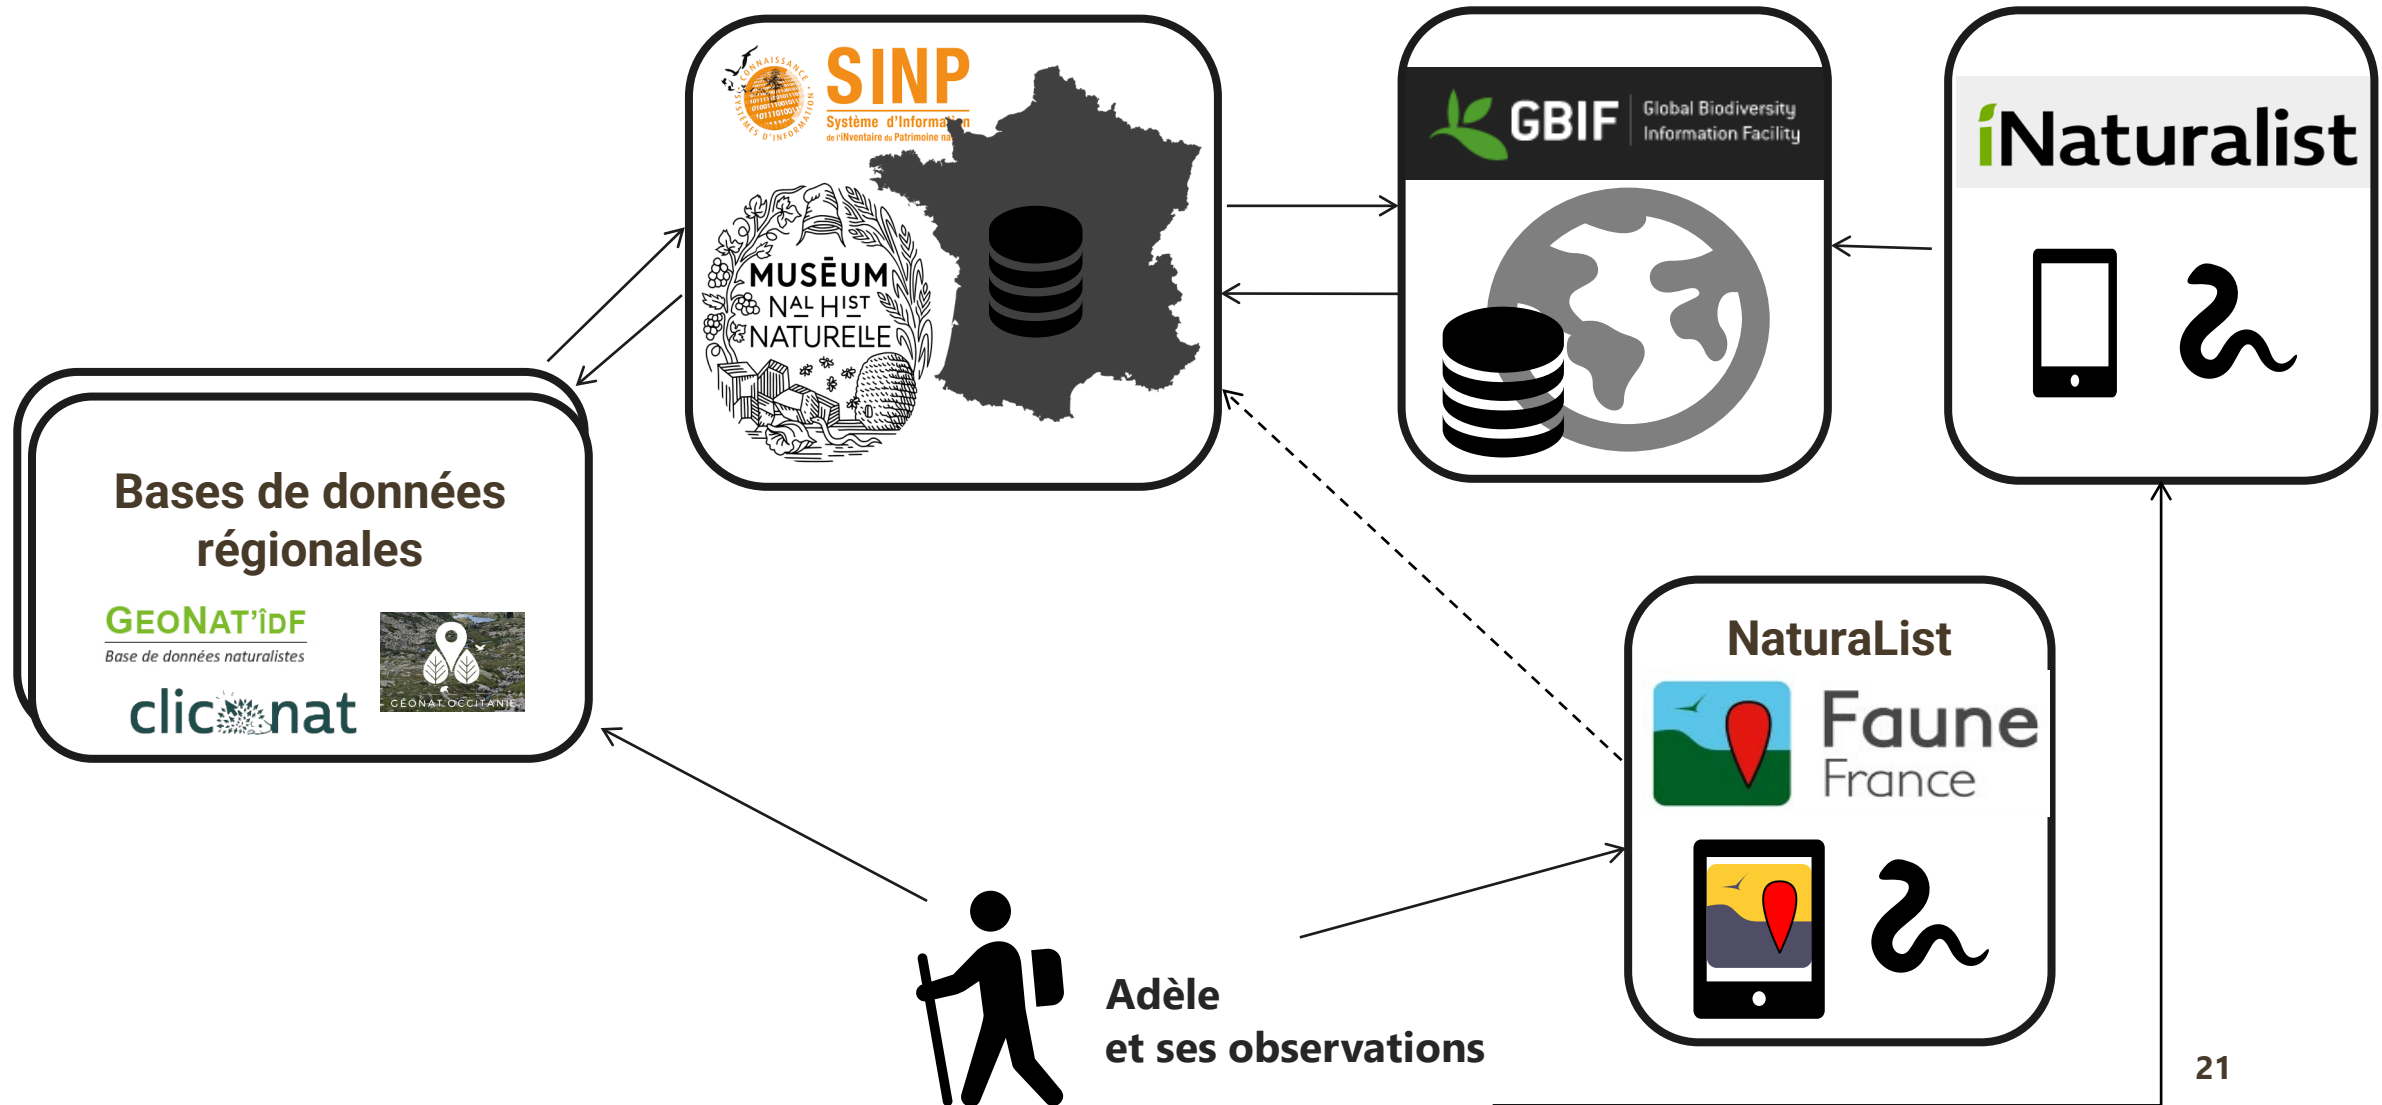 SINP
Système d'Information
de l'iNventaire du Patrimoine na
CONNAISSANCE
SYSTÈMES D'INFORMATION
MUSĒUM
NAL HIST
NATURELLE
GBIF
Global Biodiversity
Information Facility
iNaturalist
Bases de données
régionales
GEONAT'ÎDF
Base de données naturalistes
clicnat
GÉONAT OCCITANIE
NaturaList
Faune
France
Adèle
et ses observations
21